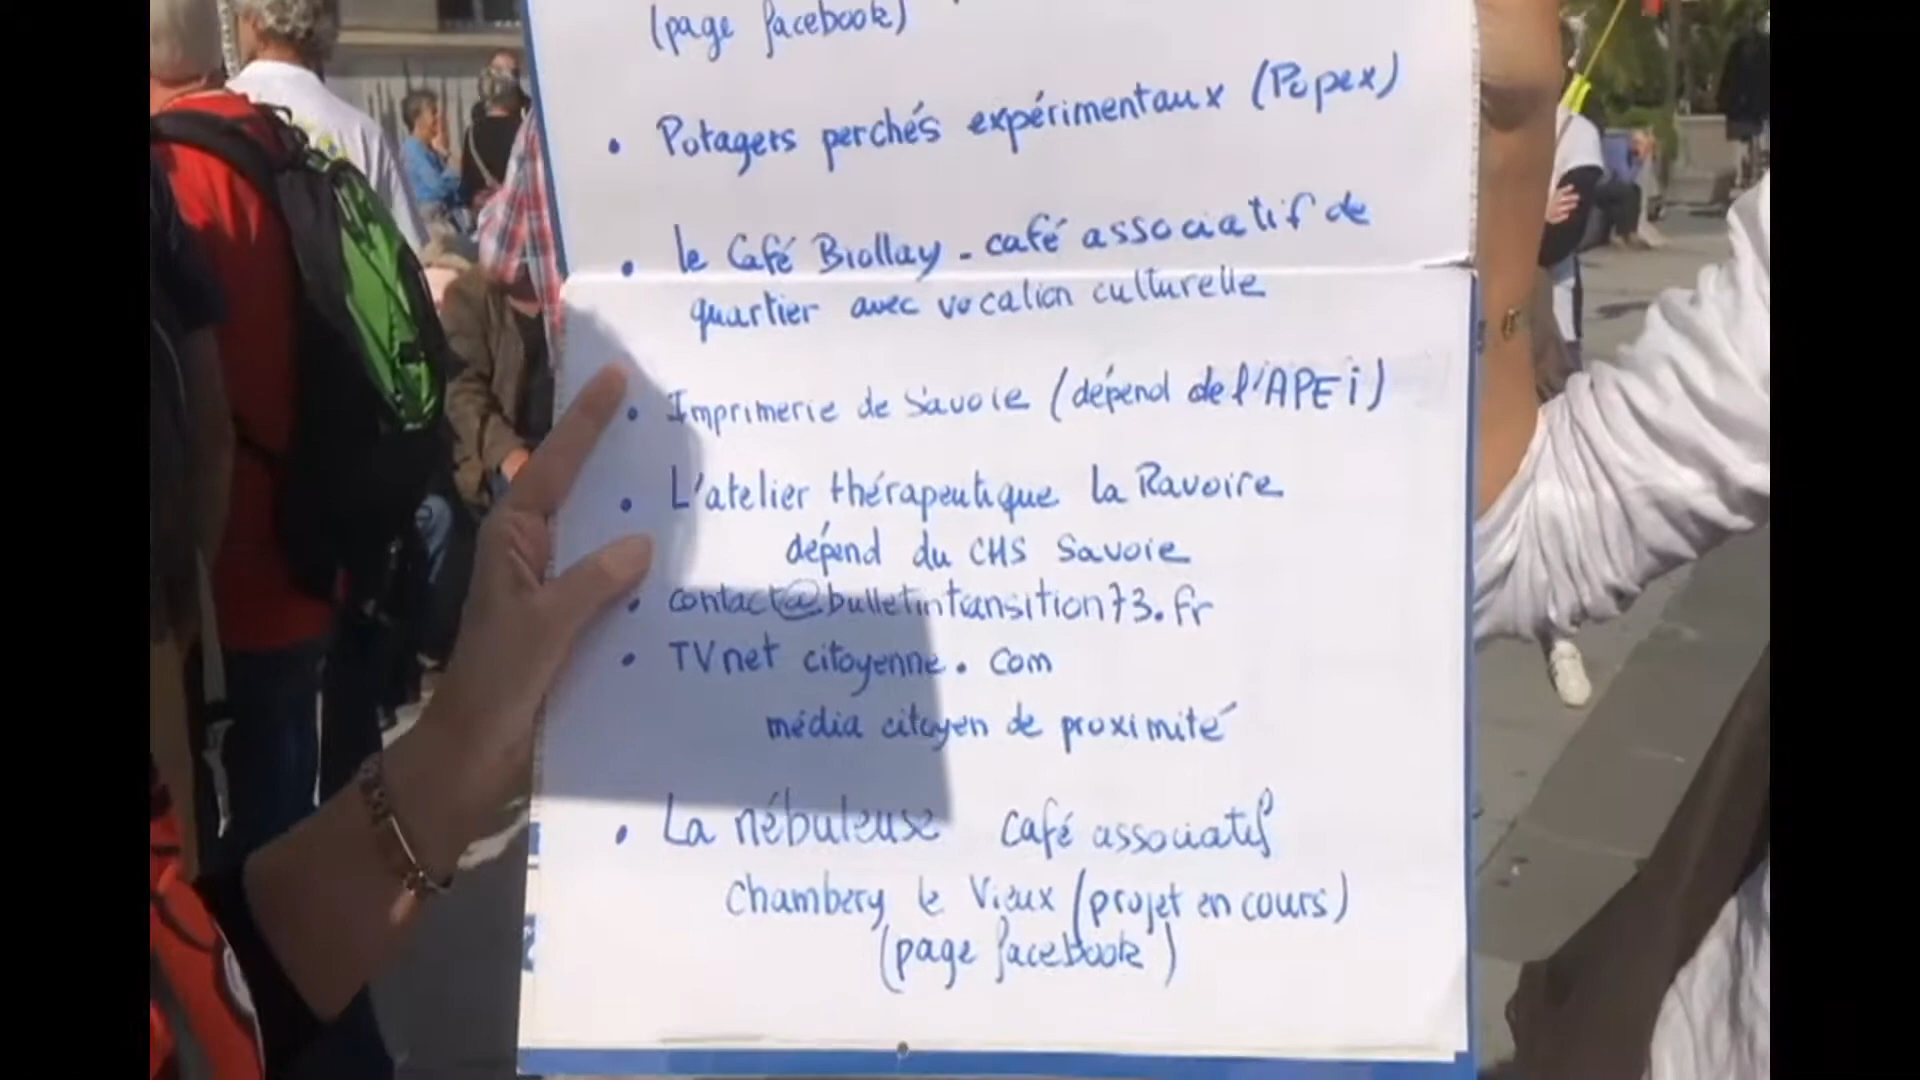 (page facebook)
• Potagers perchés expérimentaux (Popex)
• le Café Biollay - café associatif de
quartier avec vocation culturelle
• Imprimerie de Savoie (dépend de l'APEi)
• L'atelier thérapeutique la Ravoire
dépend du CHS Savoie
• contact@bulletintransition73.fr
• TVnet citoyenne . Com
média citoyen de proximité
• La nébuleuse café associatif
Chambery le Vieux (projet en cours)
(page facebook)